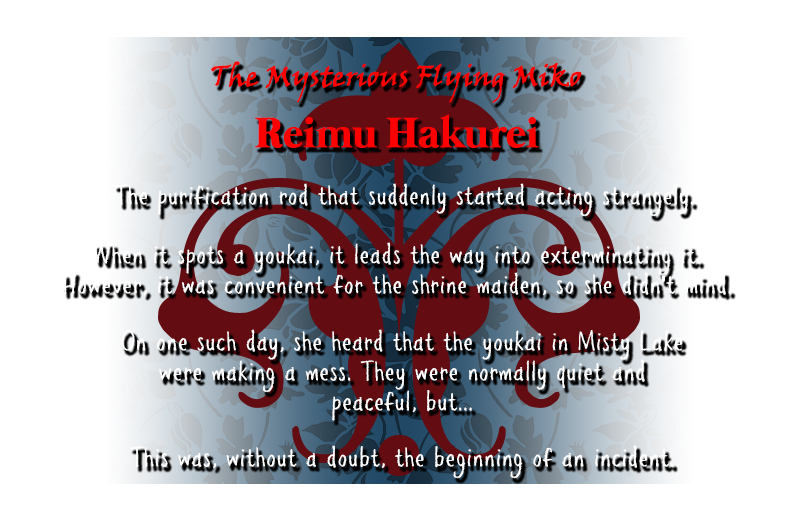 The Mysterious Flying Miko
Reimu Hakurei
The purification rod that suddenly started acting strangely.
When it spots a youkai, it leads the way into exterminating it.
However, it was convenient for the shrine maiden, so she didn't mind.
On one such day, she heard that the youkai in Misty Lake
were making a mess. They were normally quiet and
peaceful, but...
This was, without a doubt, the beginning of an incident.